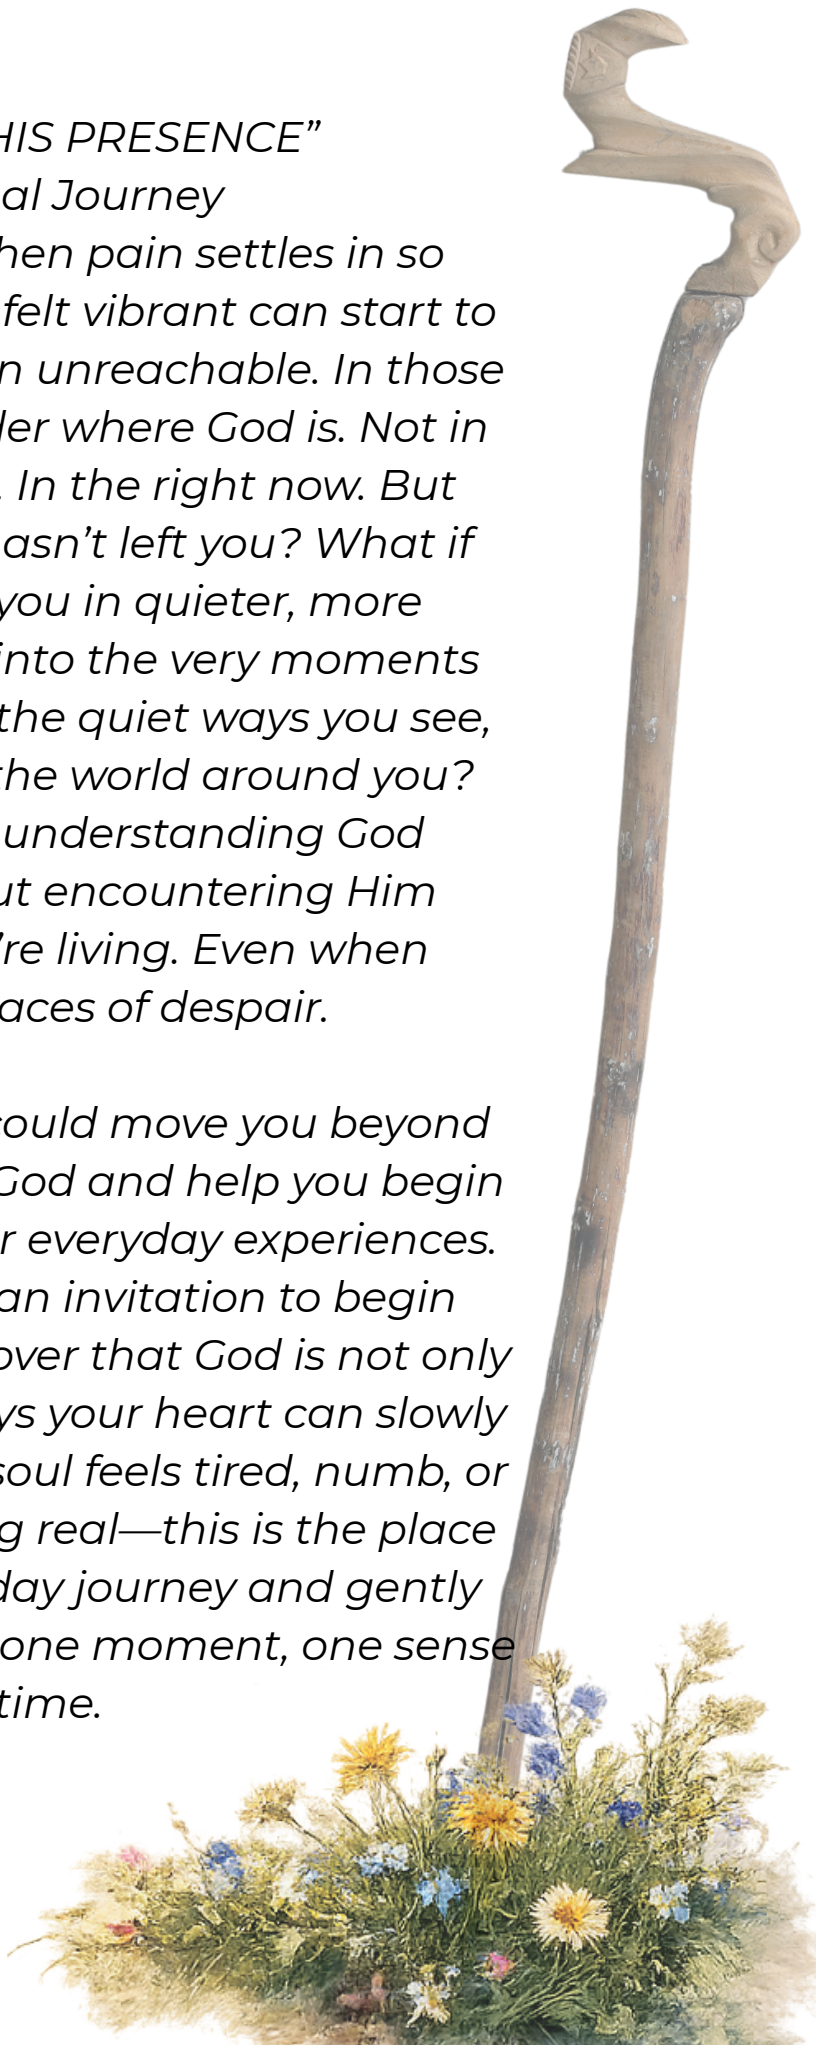 HIS PRESENCE”
al Journey
hen pain settles in so
felt vibrant can start to
n unreachable. In those
der where God is. Not in
. In the right now. But
asn’t left you? What if
you in quieter, more
into the very moments
the quiet ways you see,
the world around you?
understanding God
ut encountering Him
’re living. Even when
aces of despair.
could move you beyond
God and help you begin
r everyday experiences.
an invitation to begin
over that God is not only
ys your heart can slowly
soul feels tired, numb, or
g real—this is the place
day journey and gently
one moment, one sense
time.